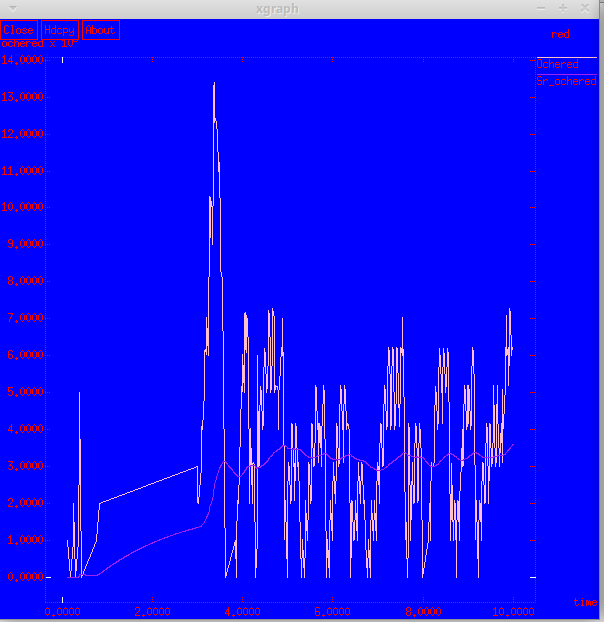 xgraph
Close Hdcpy About
ochered x 10
red
Ochered
Sr_ochered
14.0000
13.0000
12.0000
11.0000
10.0000
9.0000
8.0000
7.0000
6.0000
5.0000
4.0000
3.0000
2.0000
1.0000
0.0000
time
0.0000 2.0000 4.0000 6.0000 8.0000 10.0000